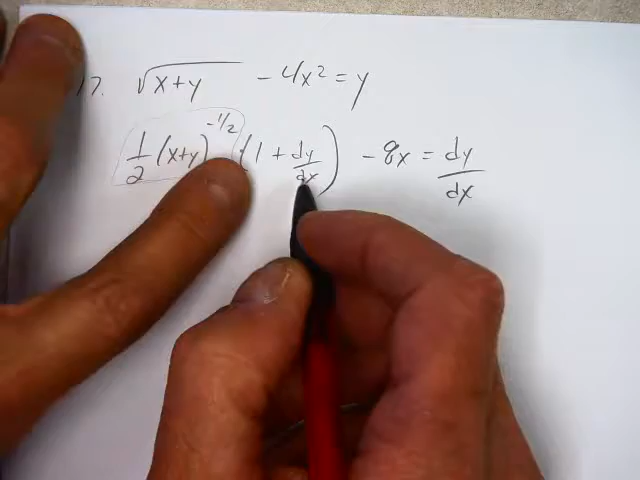 17. √(x+y) - 4x² = y
1/2 (x+y)^(-1/2) (1 + dy/dx) - 8x = dy/dx